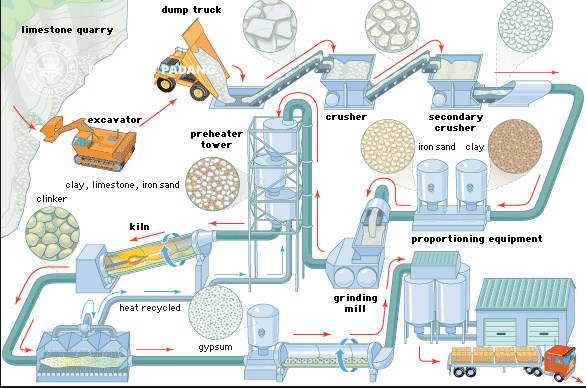 dump truck
limestone quarry
PADANG
excavator
crusher
secondary
crusher
preheater
tower
iron sand
clay
clay, limestone, iron sand
clinker
kiln
proportioning equipment
grinding
mill
heat recycled
gypsum